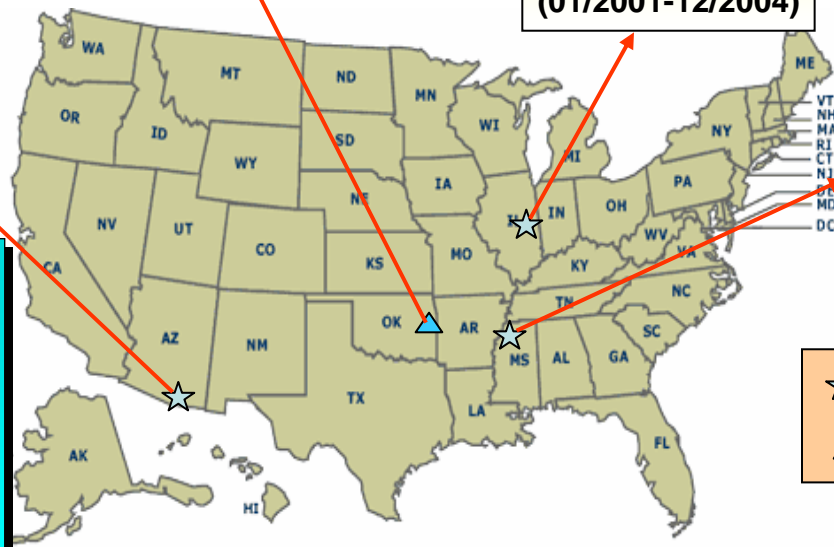 (01/2001-12/2004)
WA
MT
ND
MN
ME
OR
ID
SD
WI
MI
NY
VT
NH
MA
RI
CT
NJ
DE
MD
DC
WY
IA
PA
NE
NV
UT
CO
IL
IN
OH
WV
VA
CA
KS
MO
KY
AZ
NM
OK
AR
TN
NC
SC
MS
AL
GA
TX
LA
FL
AK
HI